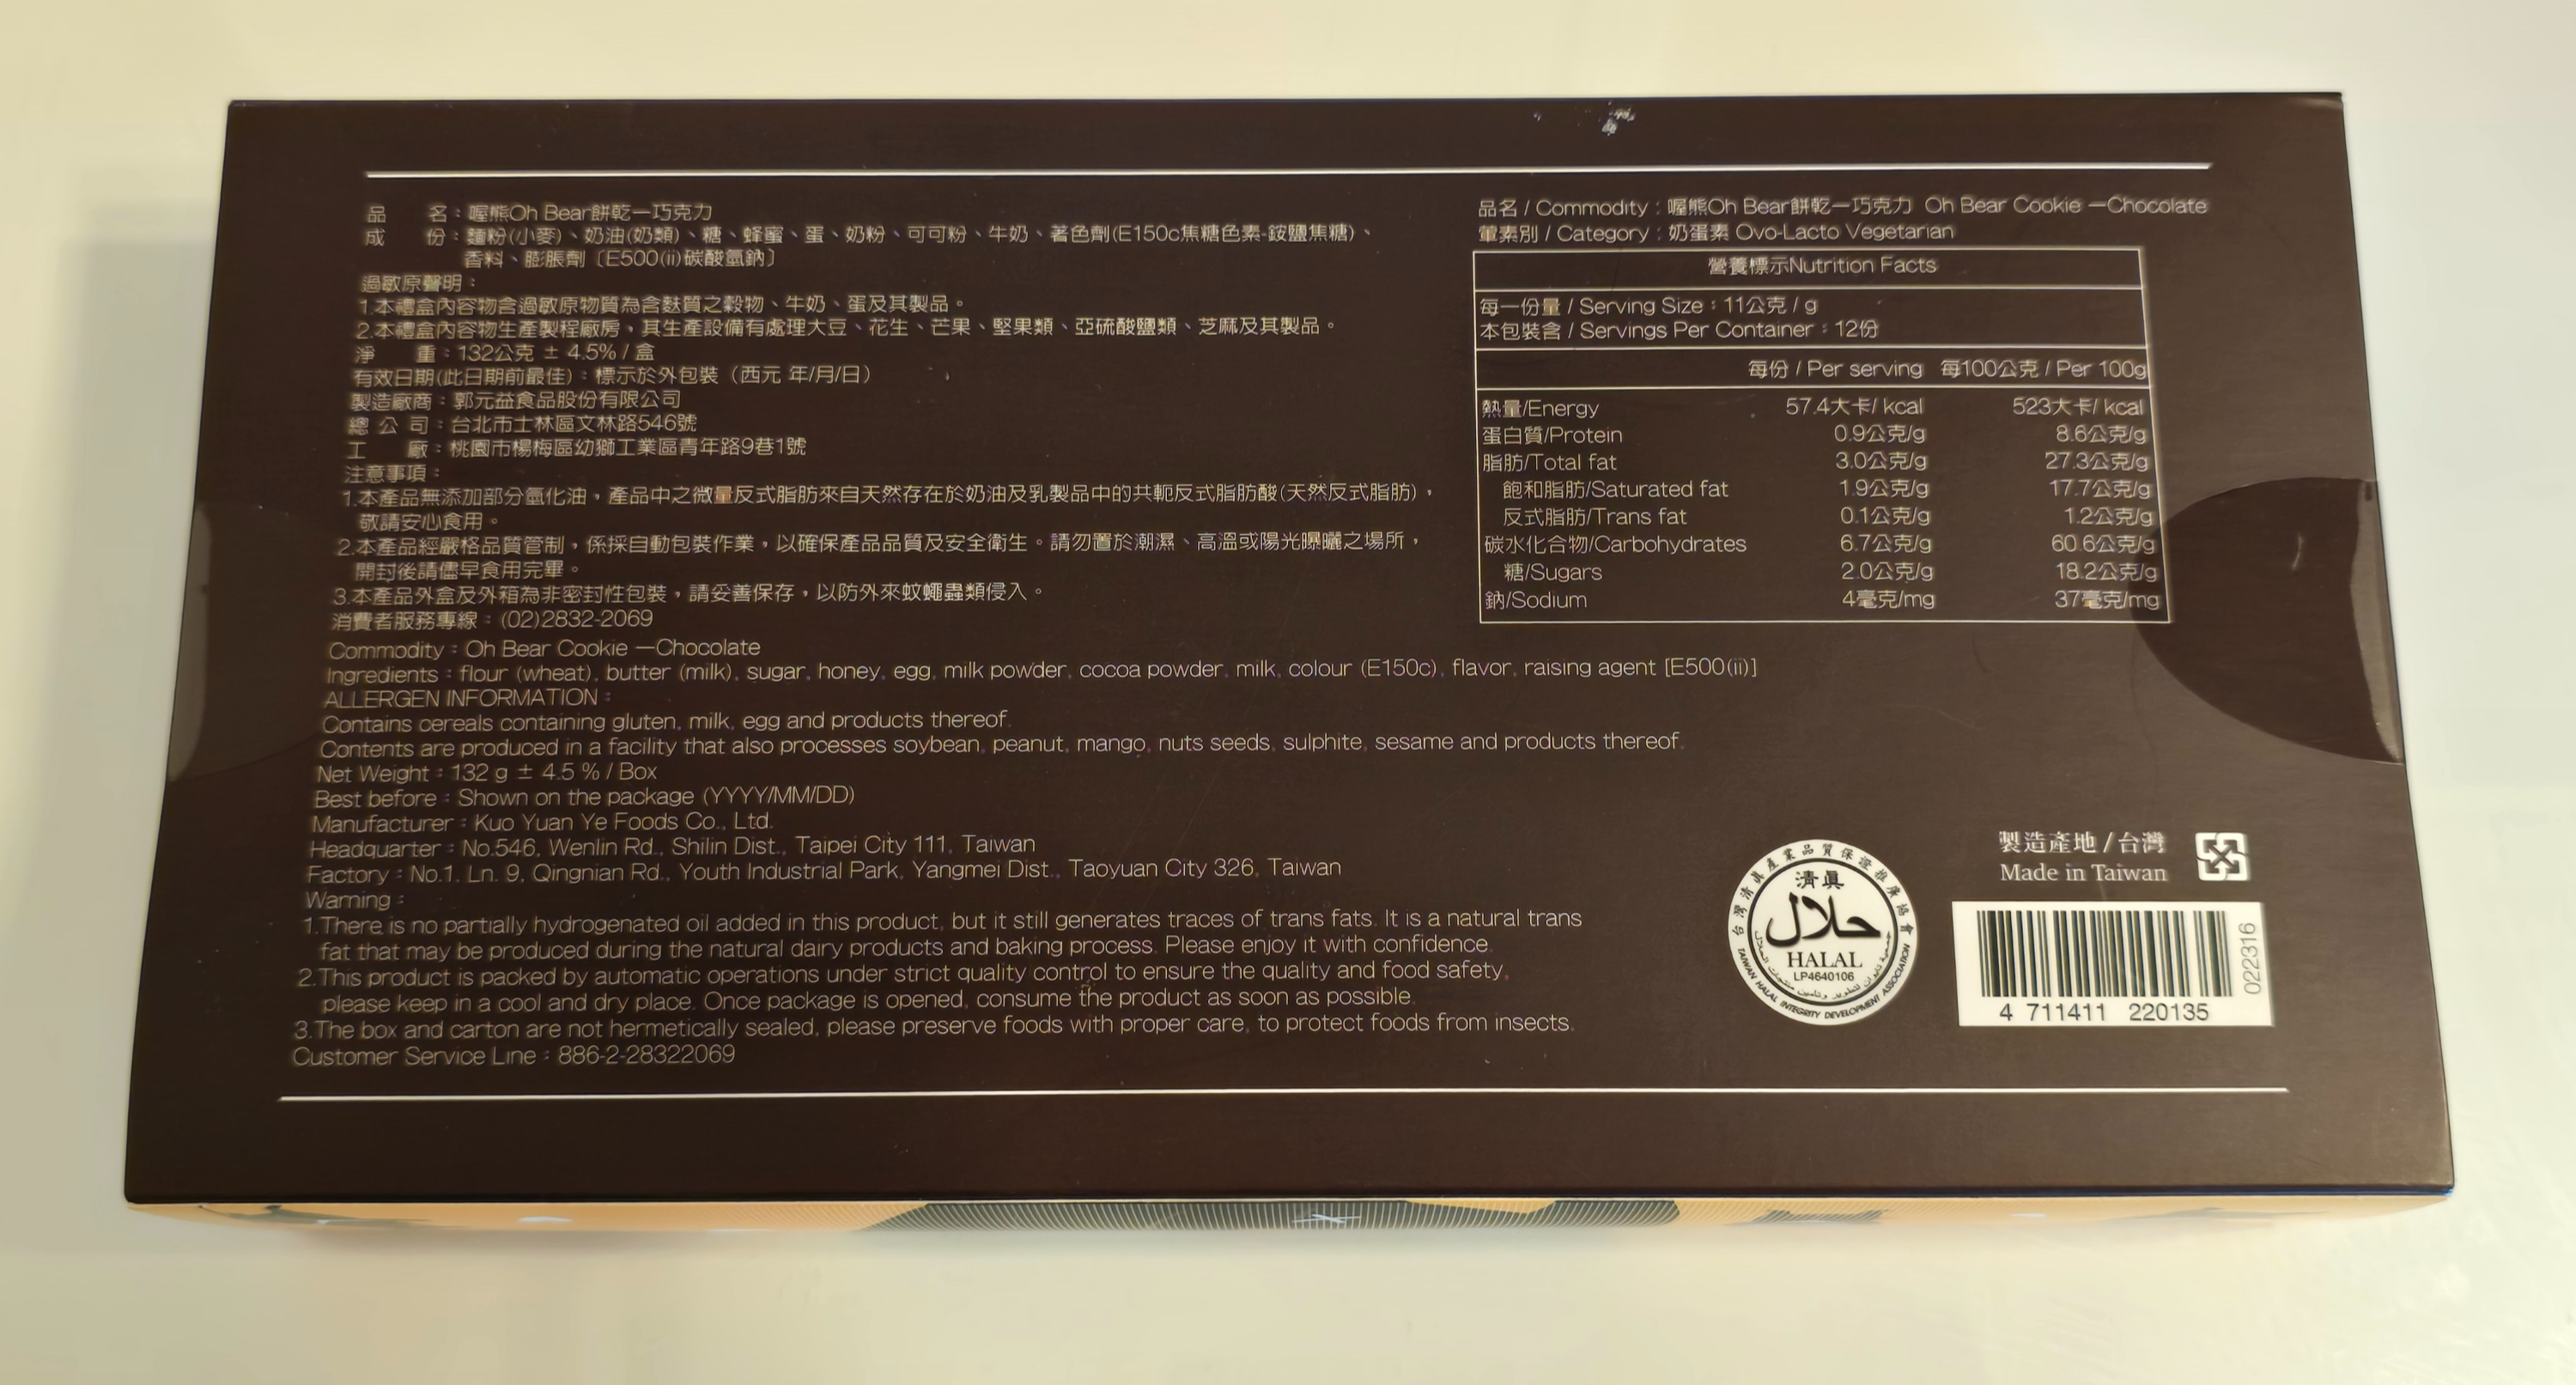 品　　名：喔熊Oh Bear餅乾－巧克力
成　　份：麵粉(小麥)、奶油(奶類)、糖、蜂蜜、蛋、奶粉、可可粉、牛奶、著色劑(E150c焦糖色素-銨鹽焦糖)、
香料、膨脹劑〔E500(ii)碳酸氫鈉〕
過敏原聲明：
1.本禮盒內容物含過敏原物質為含麩質之穀物、牛奶、蛋及其製品。
2.本禮盒內容物生產製程廠房，其生產設備有處理大豆、花生、芒果、堅果類、亞硫酸鹽類、芝麻及其製品。
淨　　重：132公克 ± 4.5% / 盒
有效日期(此日期前最佳)：標示於外包裝（西元 年/月/日）
製造廠商：郭元益食品股份有限公司
總 公 司：台北市士林區文林路546號
工　　廠：桃園市楊梅區幼獅工業區青年路9巷1號
注意事項：
1.本產品無添加部分氫化油，產品中之微量反式脂肪來自天然存在於奶油及乳製品中的共軛反式脂肪酸(天然反式脂肪)，
敬請安心食用。
2.本產品經嚴格品質管制，係採自動包裝作業，以確保產品品質及安全衛生。請勿置於潮濕、高溫或陽光曝曬之場所，
開封後請儘早食用完畢。
3.本產品外盒及外箱為非密封性包裝，請妥善保存，以防外來蚊蠅蟲類侵入。
消費者服務專線：(02)2832-2069
Commodity：Oh Bear Cookie －Chocolate
Ingredients：flour (wheat), butter (milk), sugar, honey, egg, milk powder, cocoa powder, milk, colour (E150c), flavor, raising agent [E500(ii)]
ALLERGEN INFORMATION：
Contains cereals containing gluten, milk, egg and products thereof.
Contents are produced in a facility that also processes soybean, peanut, mango, nuts seeds, sulphite, sesame and products thereof.
Net Weight：132 g ± 4.5 % / Box
Best before：Shown on the package (YYYY/MM/DD)
Manufacturer：Kuo Yuan Ye Foods Co., Ltd.
Headquarter：No.546, Wenlin Rd., Shilin Dist., Taipei City 111, Taiwan
Factory：No.1, Ln. 9, Qingnian Rd., Youth Industrial Park, Yangmei Dist., Taoyuan City 326, Taiwan
Warning：
1.There is no partially hydrogenated oil added in this product, but it still generates traces of trans fats. It is a natural trans
fat that may be produced during the natural dairy products and baking process. Please enjoy it with confidence.
2.This product is packed by automatic operations under strict quality control to ensure the quality and food safety,
please keep in a cool and dry place. Once package is opened, consume the product as soon as possible.
3.The box and carton are not hermetically sealed, please preserve foods with proper care, to protect foods from insects.
Customer Service Line：886-2-28322069
品名 / Commodity：喔熊Oh Bear餅乾－巧克力 Oh Bear Cookie －Chocolate
葷素別 / Category：奶蛋素 Ovo-Lacto Vegetarian
營養標示Nutrition Facts
每一份量 / Serving Size：11公克 / g
本包裝含 / Servings Per Container：12份
每份 / Per serving 每100公克 / Per 100g
熱量/Energy 57.4大卡/ kcal 523大卡/ kcal
蛋白質/Protein 0.9公克/g 8.6公克/g
脂肪/Total fat 3.0公克/g 27.3公克/g
飽和脂肪/Saturated fat 1.9公克/g 17.7公克/g
反式脂肪/Trans fat 0.1公克/g 1.2公克/g
碳水化合物/Carbohydrates 6.7公克/g 60.6公克/g
糖/Sugars 2.0公克/g 18.2公克/g
鈉/Sodium 4毫克/mg 37毫克/mg
台灣清真產業品質保證推廣協會
清真
حلال
HALAL
LP4640106
TAIWAN HALAL INTEGRITY DEVELOPMENT ASSOCIATION
製造產地 / 台灣
Made in Taiwan
022316
4 711411 220135